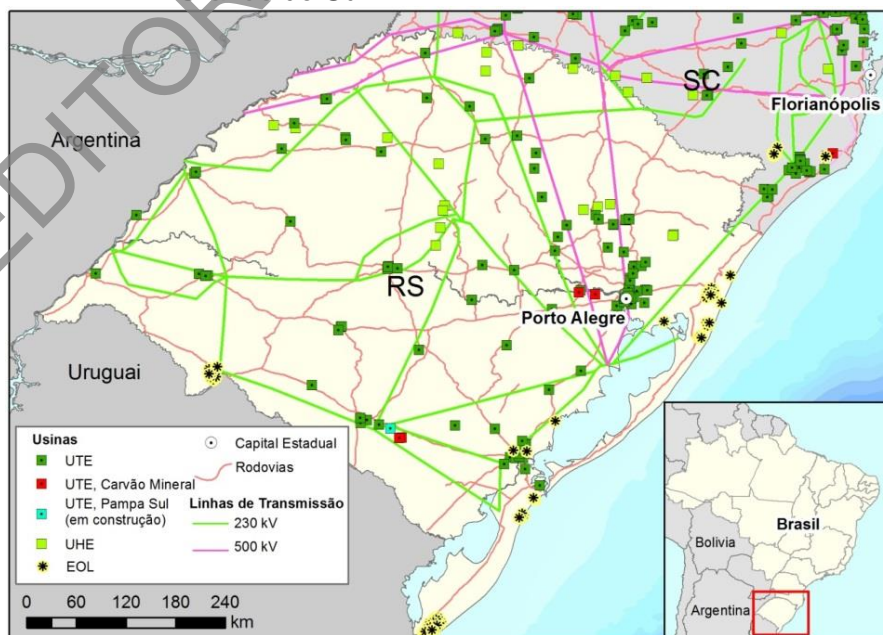 EDITOR
SC
Florianópolis
Argentina
RS
Porto Alegre
Uruguai
Usinas
UTE
UTE, Carvão Mineral
UTE, Pampa Sul
(em construção)
UHE
EOL
Capital Estadual
Rodovias
Linhas de Transmissão
230 kV
500 kV
0 30 60 120 180 240
km
Brasil
Bolivia
Argentina